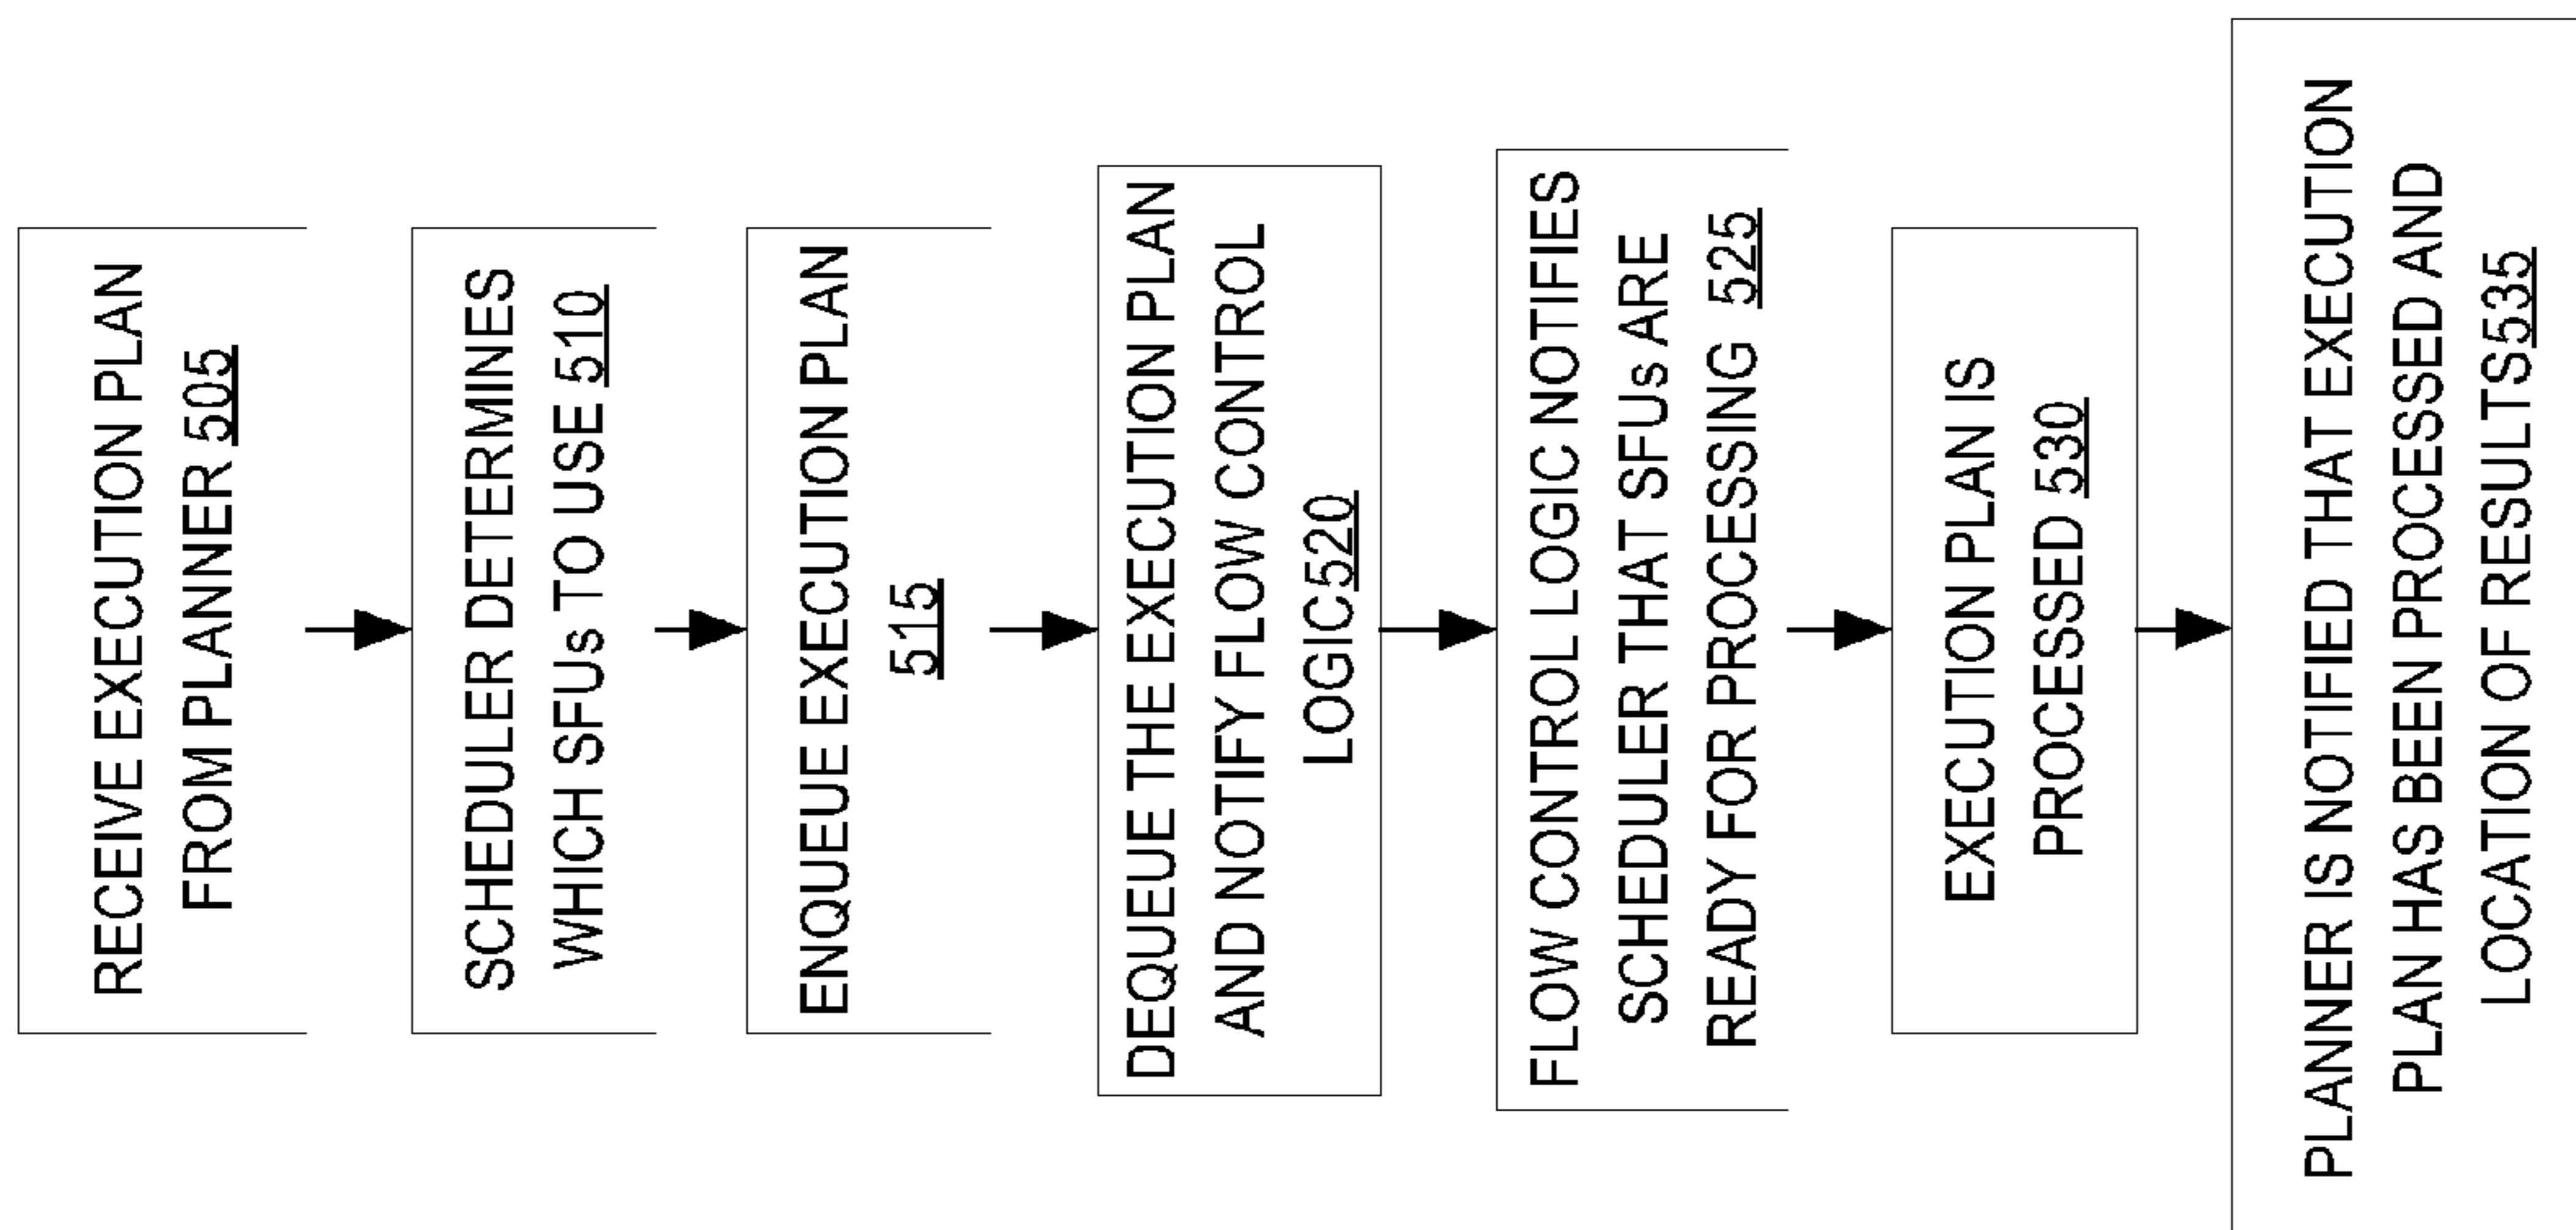 RECEIVE EXECUTION PLAN
FROM PLANNER 505
SCHEDULER DETERMINES
WHICH SFUs TO USE 510
ENQUEUE EXECUTION PLAN
515
DEQUEUE THE EXECUTION PLAN
AND NOTIFY FLOW CONTROL
LOGIC520
FLOW CONTROL LOGIC NOTIFIES
SCHEDULER THAT SFUs ARE
READY FOR PROCESSING 525
EXECUTION PLAN IS
PROCESSED 530
PLANNER IS NOTIFIED THAT EXECUTION
PLAN HAS BEEN PROCESSED AND
LOCATION OF RESULTS535